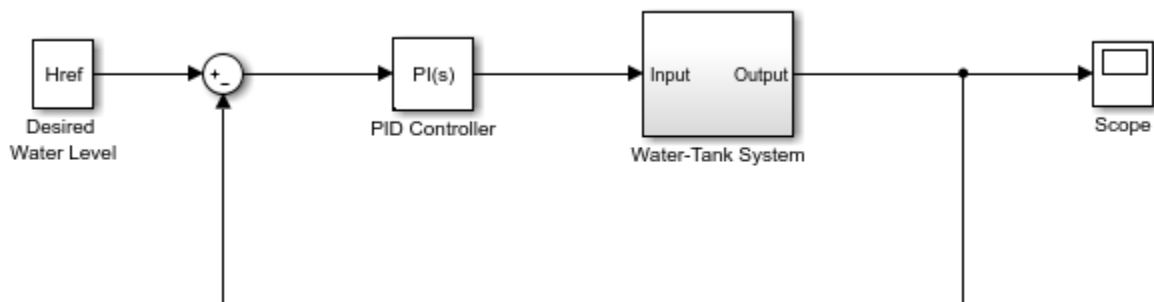 Href
Desired
Water Level
+
−
PI(s)
PID Controller
Input
Output
Water-Tank System
Scope